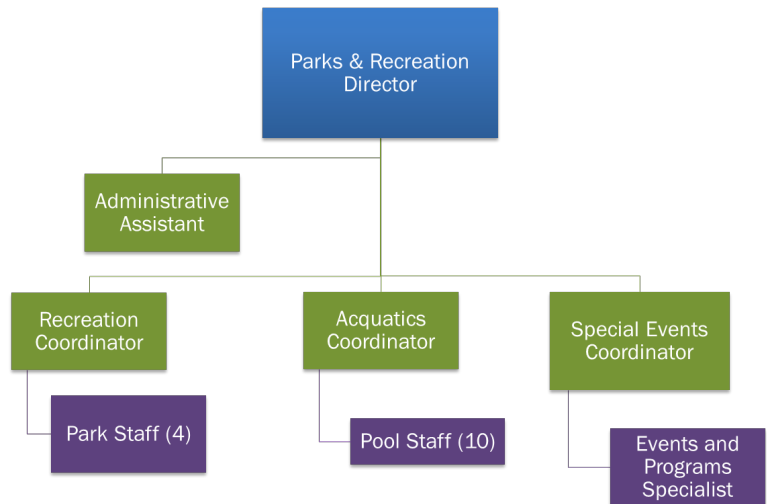 Parks & Recreation
Director
Administrative
Assistant
Recreation
Coordinator
Acquatics
Coordinator
Special Events
Coordinator
Park Staff (4)
Pool Staff (10)
Events and
Programs
Specialist